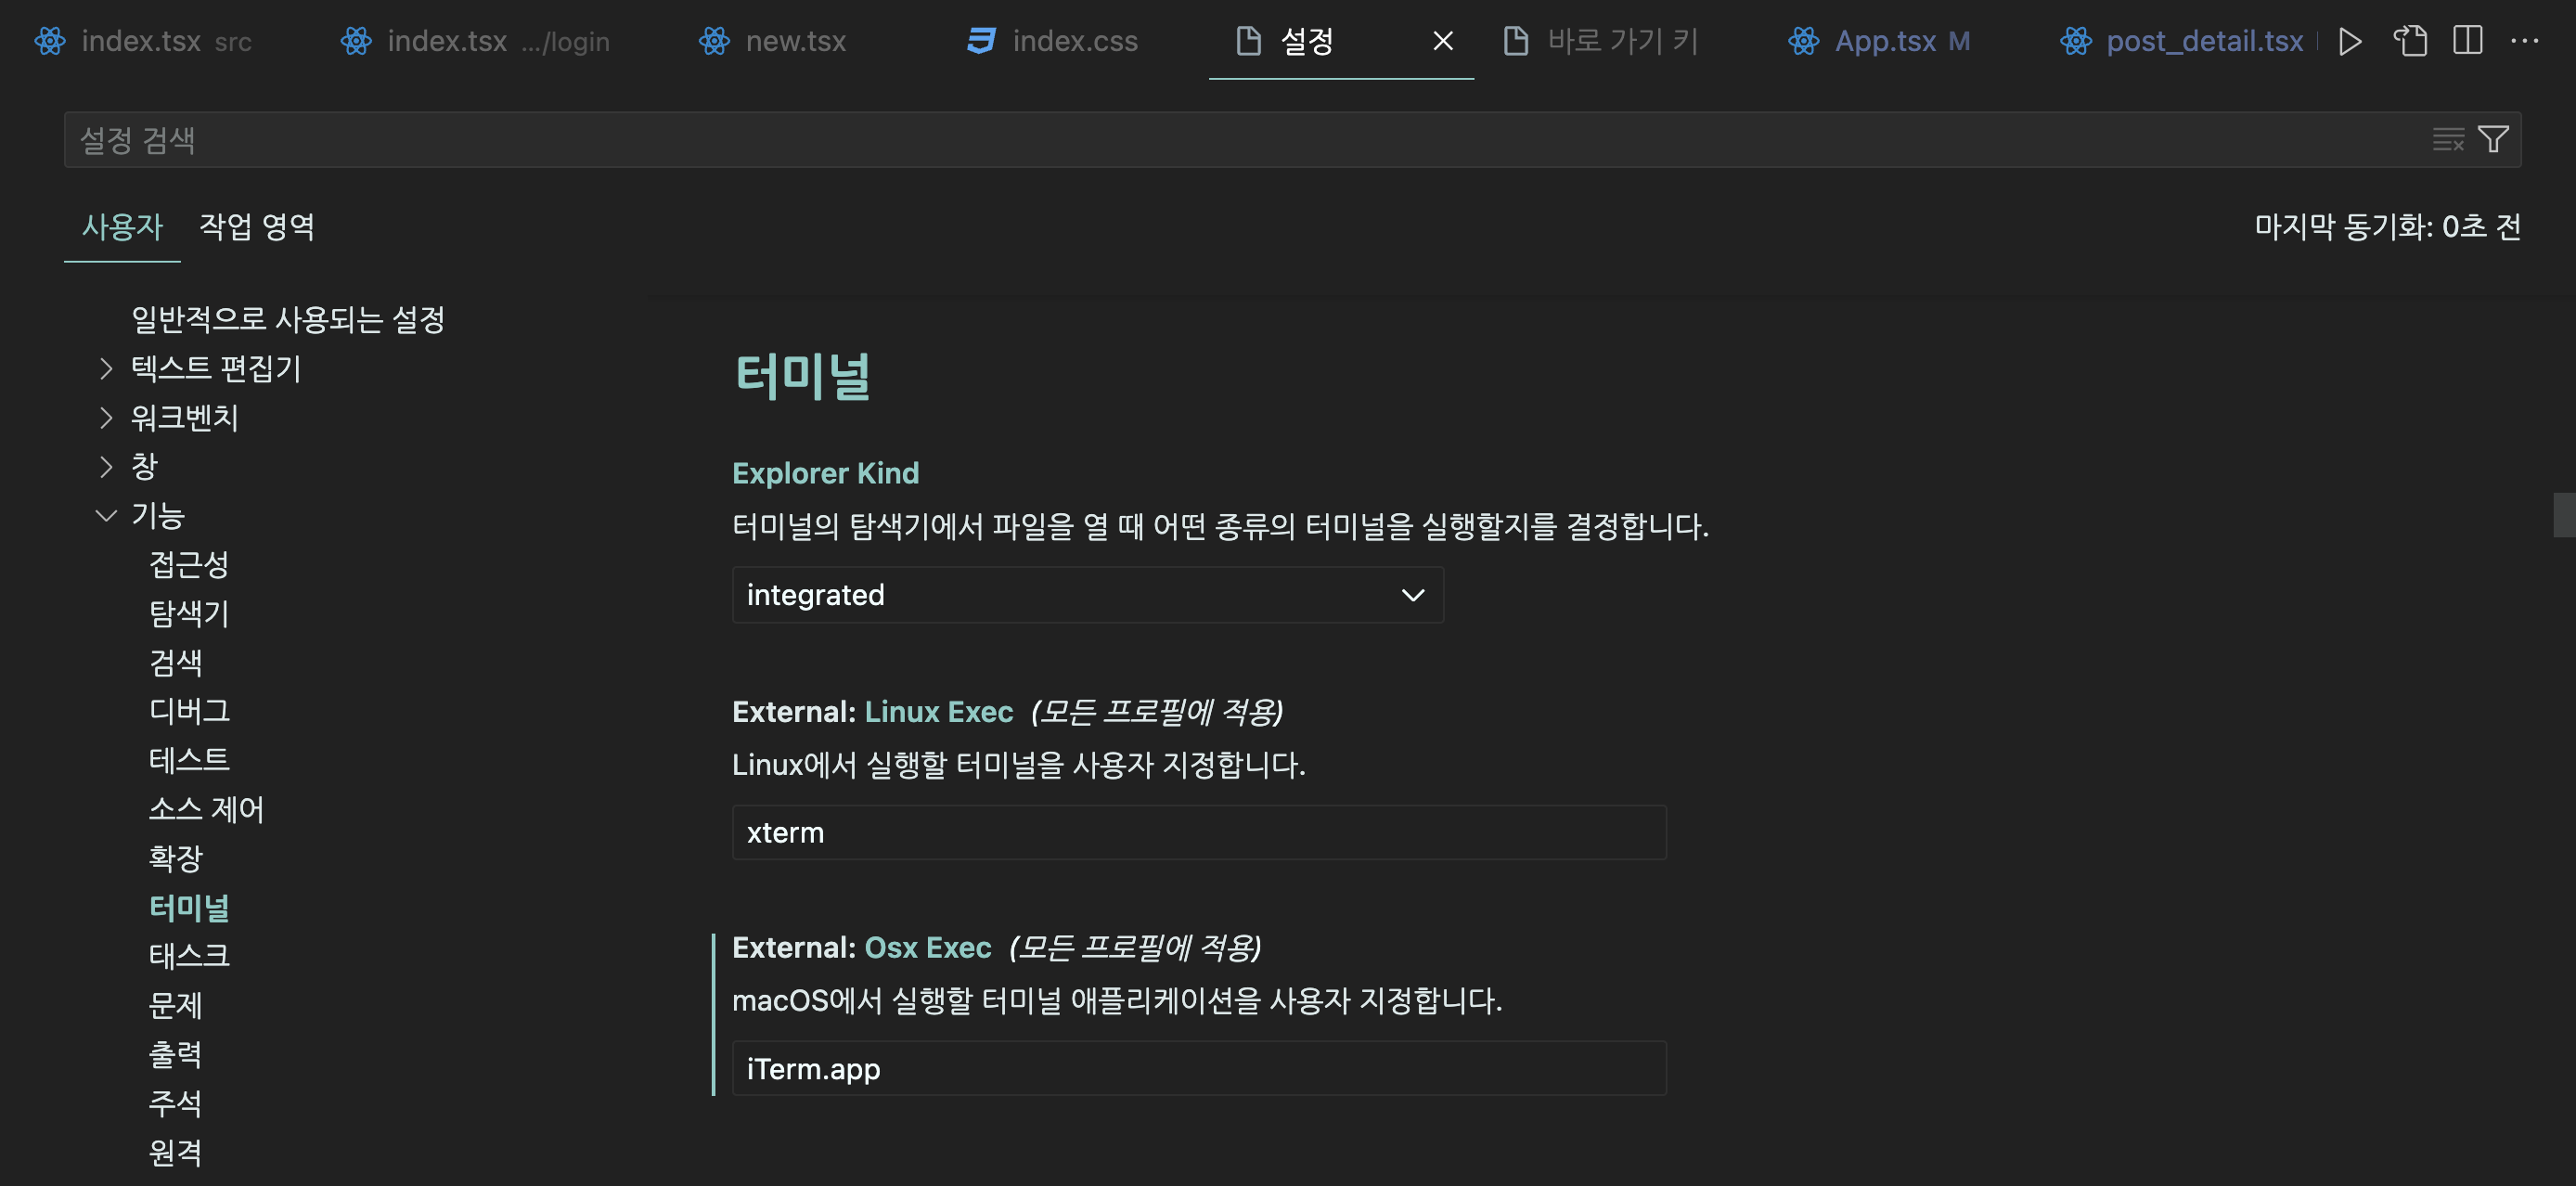 index.tsx src index.tsx .../login new.tsx index.css 설정 바로 가기 키 App.tsx M post_detail.tsx
설정 검색
사용자 작업 영역 마지막 동기화: 0초 전
일반적으로 사용되는 설정
텍스트 편집기
워크벤치
창
기능
접근성
탐색기
검색
디버그
테스트
소스 제어
확장
터미널
태스크
문제
출력
주석
원격
터미널
Explorer Kind
터미널의 탐색기에서 파일을 열 때 어떤 종류의 터미널을 실행할지를 결정합니다.
integrated
External: Linux Exec (모든 프로필에 적용)
Linux에서 실행할 터미널을 사용자 지정합니다.
xterm
External: Osx Exec (모든 프로필에 적용)
macOS에서 실행할 터미널 애플리케이션을 사용자 지정합니다.
iTerm.app